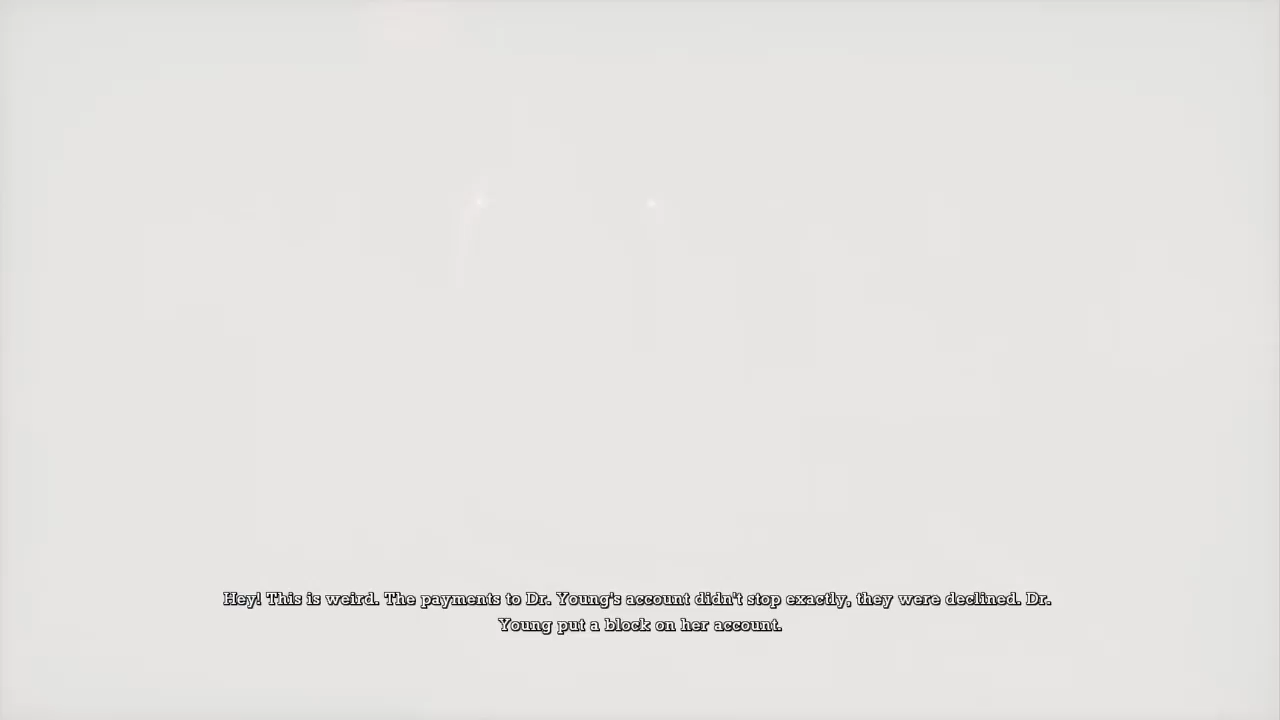 Hey! This is weird. The payments to Dr. Young's account didn't stop exactly, they were declined. Dr.
Young put a block on her account.